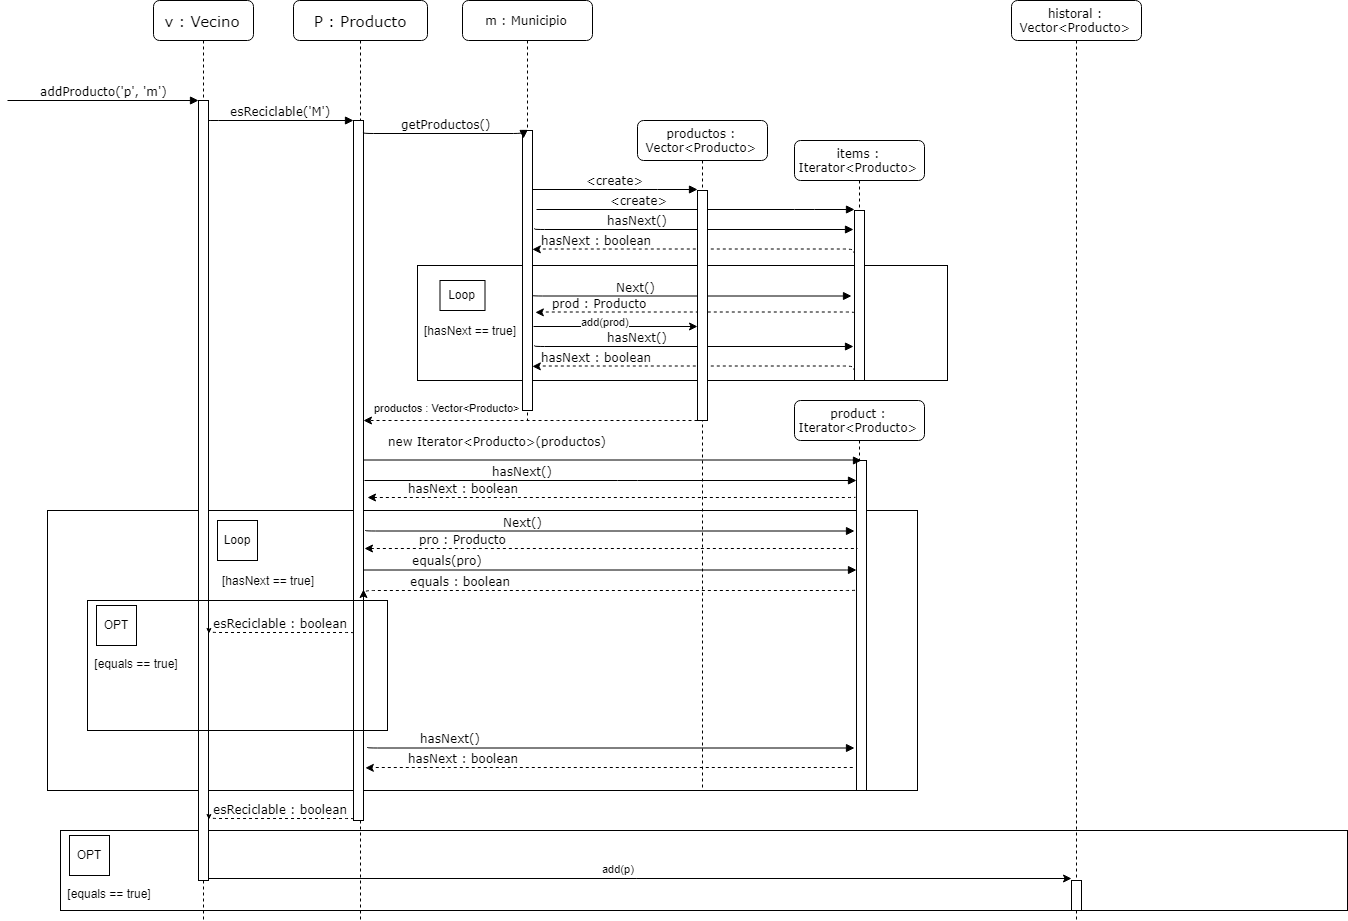 v : Vecino
P : Producto
m : Municipio
historal :
Vector<Producto>
addProducto('p', 'm')
esReciclable('M')
getProductos()
productos :
Vector<Producto>
items :
Iterator<Producto>
<create>
<create>
hasNext()
hasNext : boolean
Loop
[hasNext == true]
Next()
prod : Producto
add(prod)
hasNext()
hasNext : boolean
productos : Vector<Producto>
product :
Iterator<Producto>
new Iterator<Producto>(productos)
hasNext()
hasNext : boolean
Loop
[hasNext == true]
Next()
pro : Producto
equals(pro)
equals : boolean
OPT
[equals == true]
esReciclable : boolean
hasNext()
hasNext : boolean
esReciclable : boolean
OPT
[equals == true]
add(p)